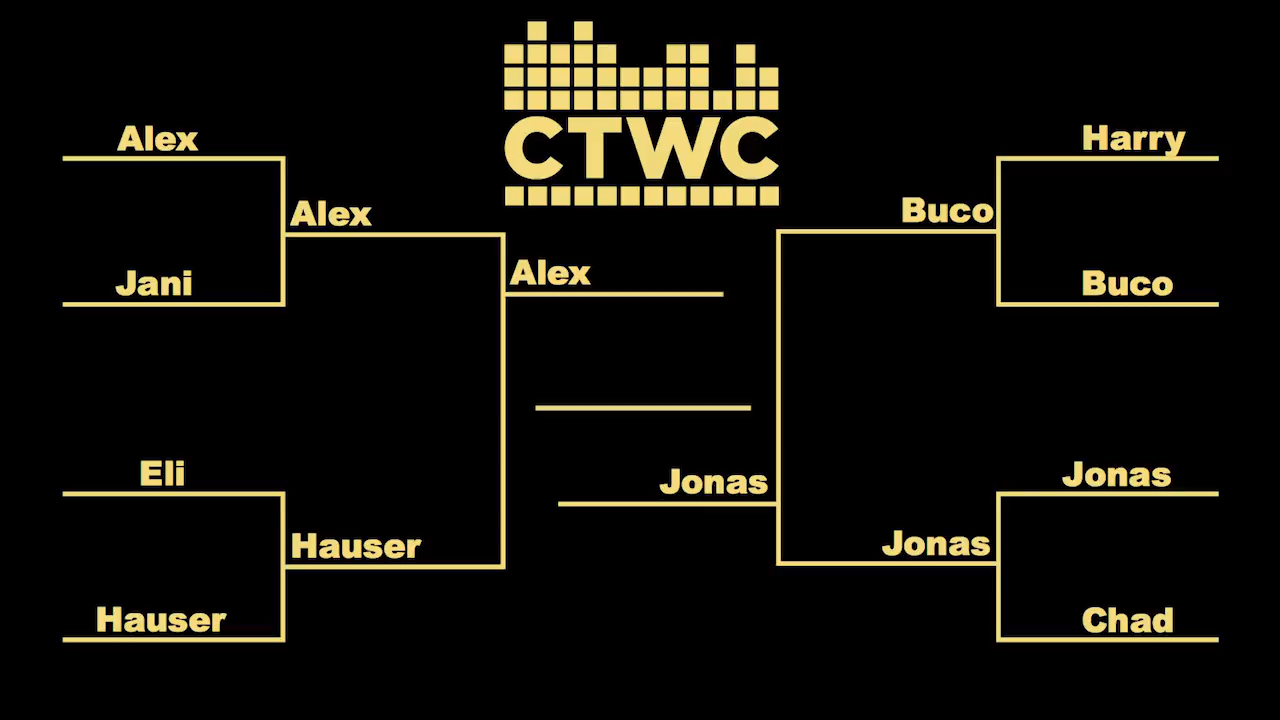 CTWC
Alex
Harry
Alex
Buco
Alex
Jani
Buco
Eli
Jonas
Jonas
Hauser
Jonas
Hauser
Chad